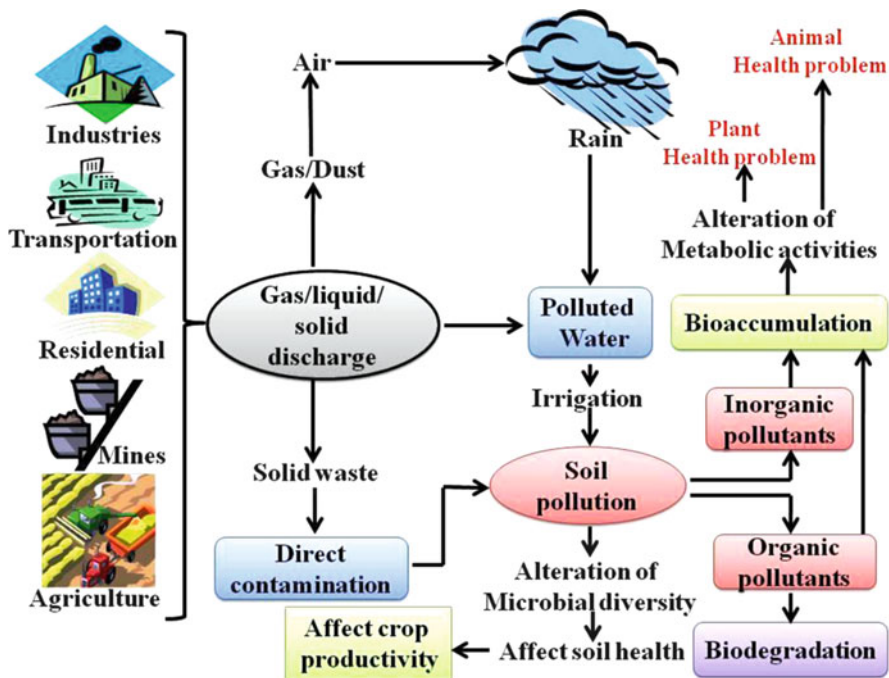 Industries
Transportation
Residential
Mines
Agriculture
Air
Gas/Dust
Gas/liquid/
solid
discharge
Solid waste
Direct
contamination
Rain
Polluted
Water
Irrigation
Soil
pollution
Alteration of
Microbial diversity
Affect soil health
Affect crop
productivity
Animal
Health problem
Plant
Health problem
Alteration of
Metabolic activities
Bioaccumulation
Inorganic
pollutants
Organic
pollutants
Biodegradation